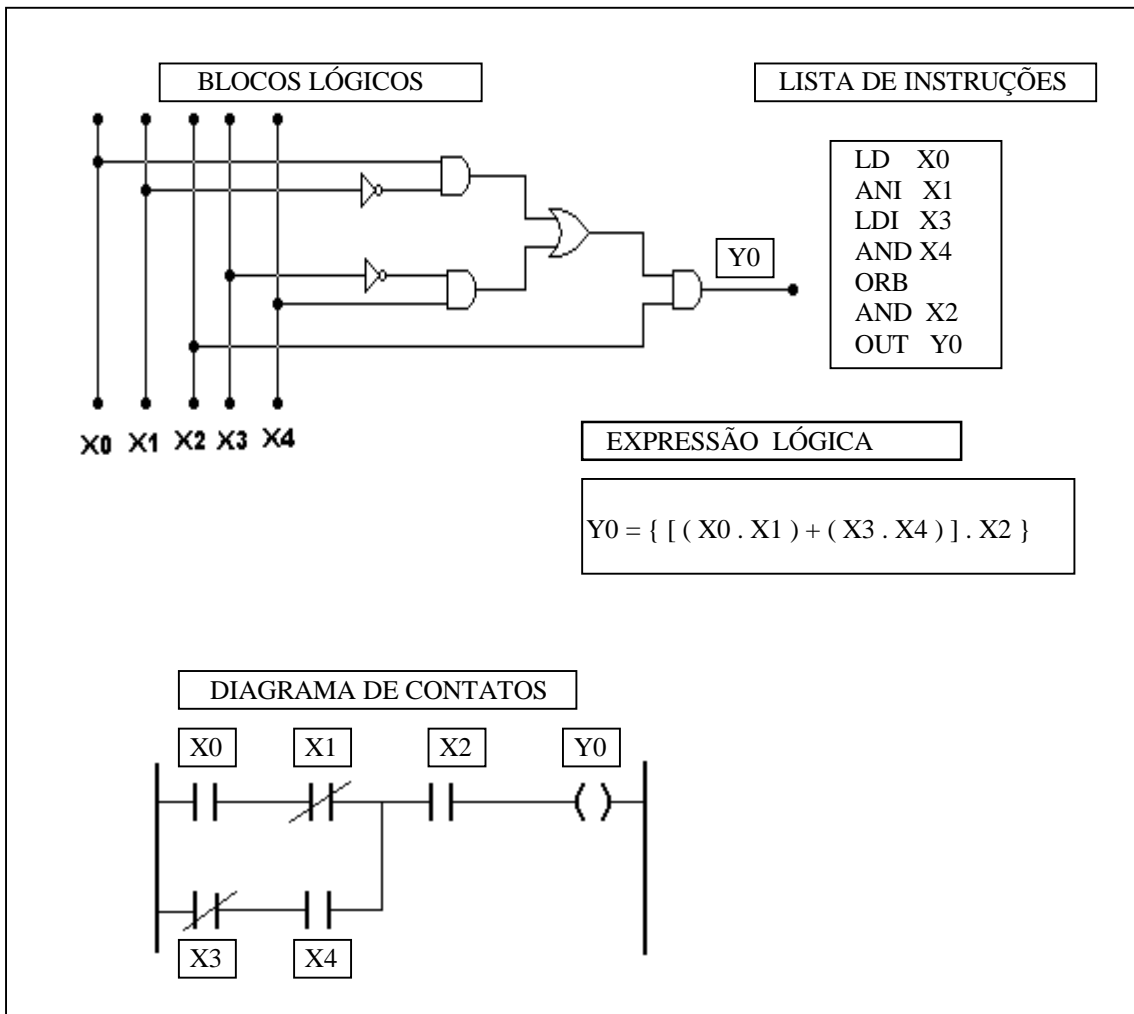 BLOCOS LÓGICOS
LISTA DE INSTRUÇÕES
LD X0
ANI X1
LDI X3
AND X4
ORB
AND X2
OUT Y0
Y0
X0 X1 X2 X3 X4
EXPRESSÃO LÓGICA
Y0 = { [ ( X0 . X1 ) + ( X3 . X4 ) ] . X2 }
DIAGRAMA DE CONTATOS
X0 X1 X2 Y0
X3 X4